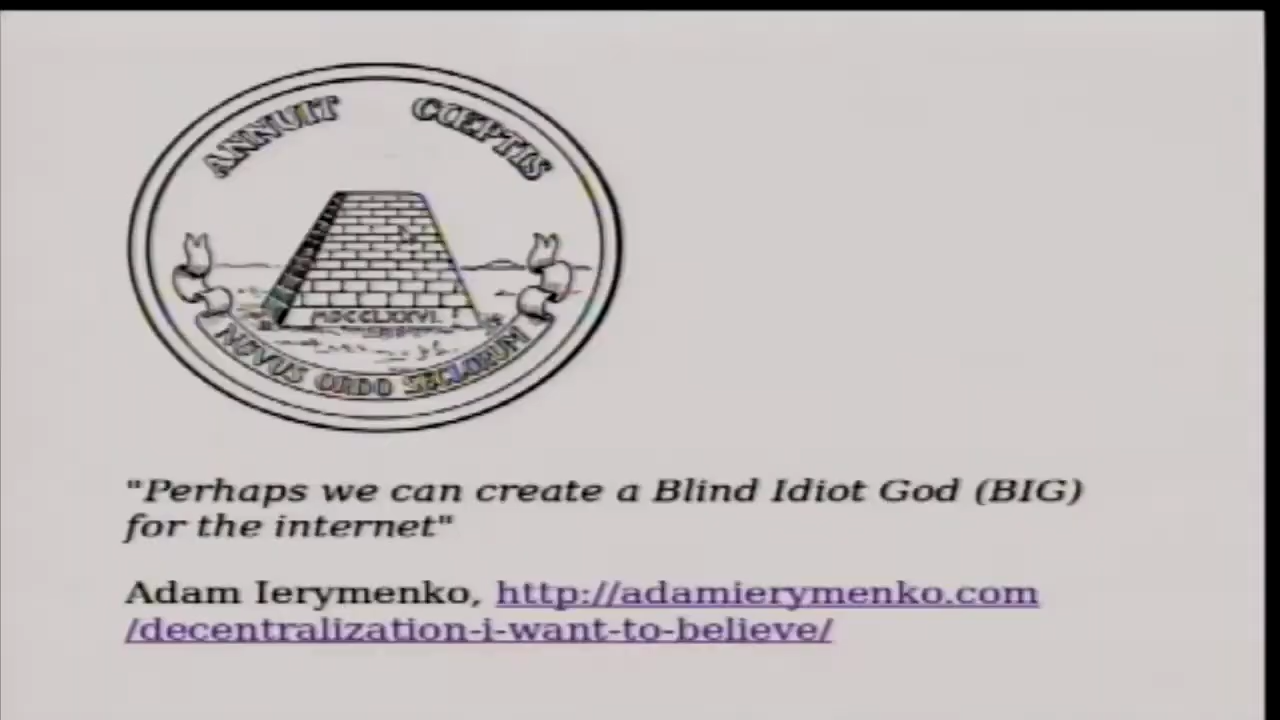 ANNUIT CŒPTIS
MDCCLXXVI.
NOVUS ORDO SECLORUM
"Perhaps we can create a Blind Idiot God (BIG)
for the internet"
Adam Ierymenko, http://adamierymenko.com
/decentralization-i-want-to-believe/